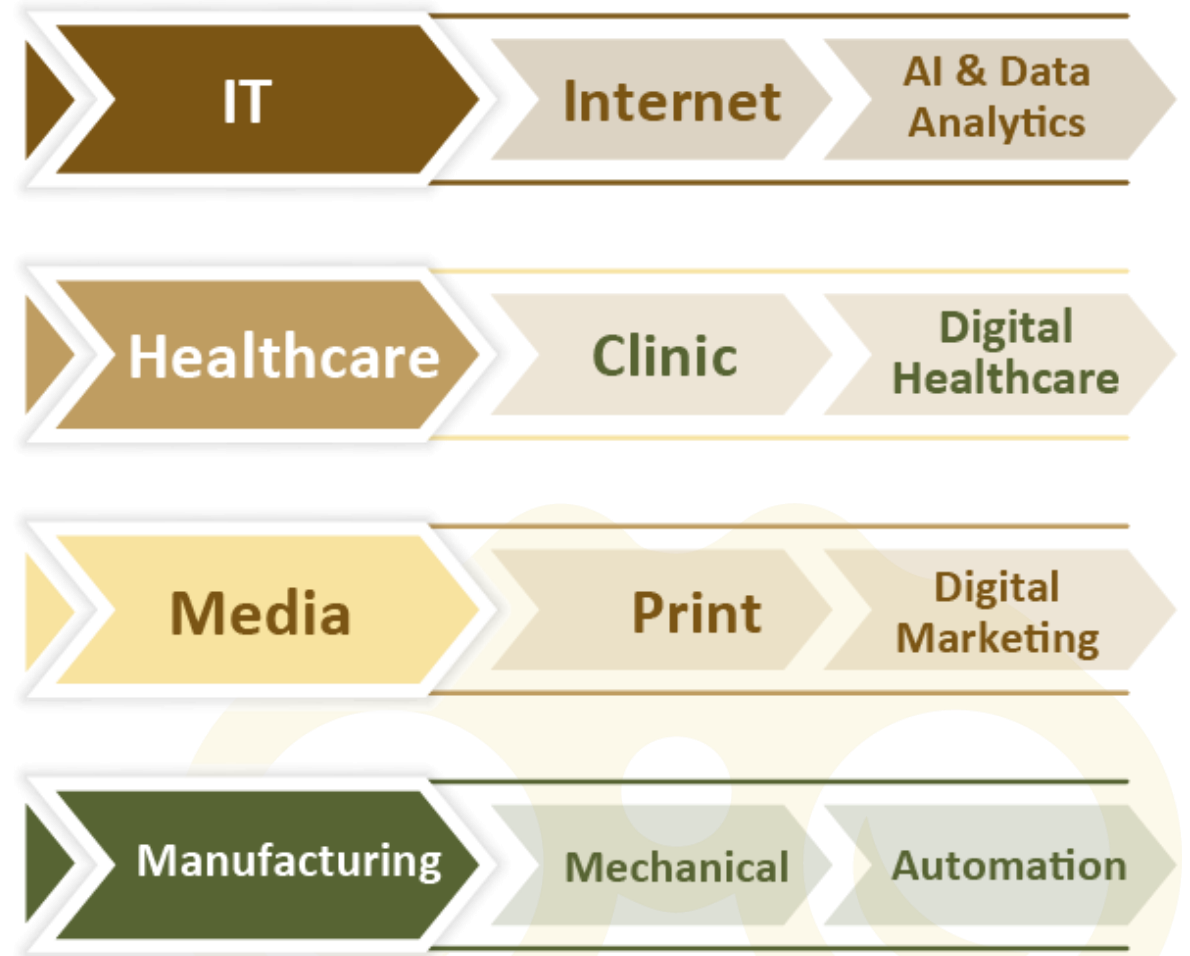 IT
Internet
AI & Data
Analytics
Healthcare
Clinic
Digital
Healthcare
Media
Print
Digital
Marketing
Manufacturing
Mechanical
Automation